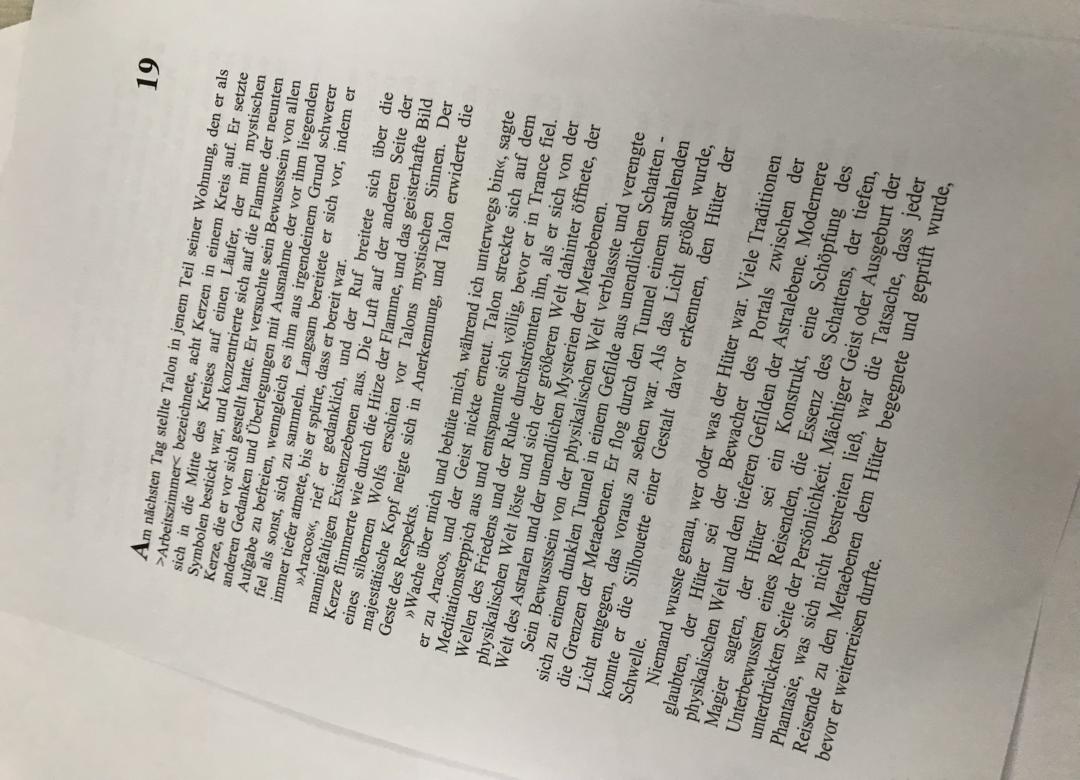 19
Am nächsten Tag stellte Talon in jenem Teil seiner Wohnung, den er als
>Arbeitszimmer< bezeichnete, acht Kerzen in einem Kreis auf. Er setzte
sich in die Mitte des Kreises auf einen Läufer, der mit mystischen
Symbolen bestickt war, und konzentrierte sich auf die Flamme der neunten
Kerze, die er vor sich gestellt hatte. Er versuchte sein Bewusstsein von allen
anderen Gedanken und Überlegungen mit Ausnahme der vor ihm liegenden
Aufgabe zu befreien, wenngleich es ihm aus irgendeinem Grund schwerer
fiel als sonst, sich zu sammeln. Langsam bereitete er sich vor, indem er
immer tiefer atmete, bis er spürte, dass er bereit war.
»Aracos«, rief er gedanklich, und der Ruf breitete sich über die
mannigfaltigen Existenzebenen aus. Die Luft auf der anderen Seite der
Kerze flimmerte wie durch die Hitze der Flamme, und das geisterhafte Bild
eines silbernen Wolfs erschien vor Talons mystischen Sinnen. Der
majestätische Kopf neigte sich in Anerkennung, und Talon erwiderte die
Geste des Respekts.
»Wache über mich und behüte mich, während ich unterwegs bin«, sagte
er zu Aracos, und der Geist nickte erneut. Talon streckte sich auf dem
Meditationsteppich aus und entspannte sich völlig, bevor er in Trance fiel.
Wellen des Friedens und der Ruhe durchströmten ihn, als er sich von der
physikalischen Welt löste und sich der größeren Welt dahinter öffnete, der
Welt des Astralen und der unendlichen Mysterien der Metaebenen.
Sein Bewusstsein von der physikalischen Welt verblasste und verengte
sich zu einem dunklen Tunnel in einem Gefilde aus unendlichen Schatten -
die Grenzen der Metaebenen. Er flog durch den Tunnel einem strahlenden
Licht entgegen, das voraus zu sehen war. Als das Licht größer wurde,
konnte er die Silhouette einer Gestalt davor erkennen, den Hüter der
Schwelle.
Niemand wusste genau, wer oder was der Hüter war. Viele Traditionen
glaubten, der Hüter sei der Bewacher des Portals zwischen der
physikalischen Welt und den tieferen Gefilden der Astralebene. Modernere
Magier sagten, der Hüter sei ein Konstrukt, eine Schöpfung des
Unterbewussten eines Reisenden, die Essenz des Schattens, der tiefen,
unterdrückten Seite der Persönlichkeit. Mächtiger Geist oder Ausgeburt der
Phantasie, was sich nicht bestreiten ließ, war die Tatsache, dass jeder
Reisende zu den Metaebenen dem Hüter begegnete und geprüft wurde,
bevor er weiterreisen durfte.